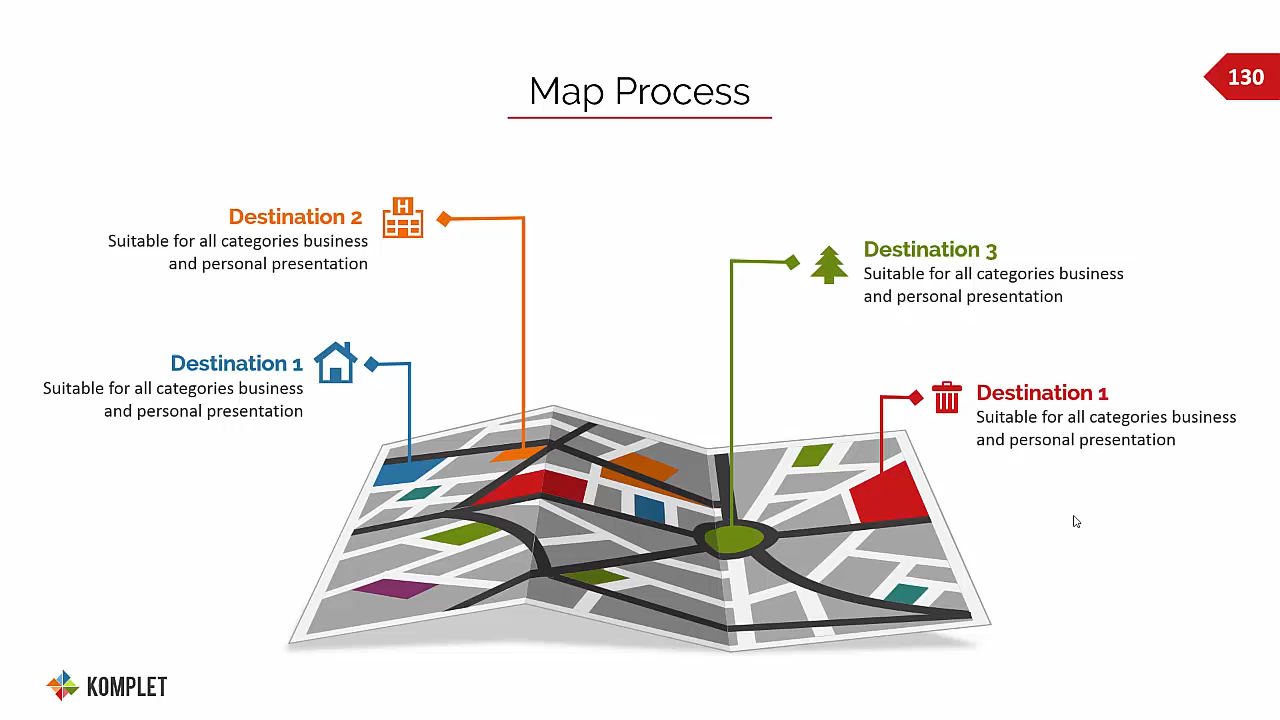 Map Process
130
Destination 2
Suitable for all categories business
and personal presentation
H
Destination 3
Suitable for all categories business
and personal presentation
Destination 1
Suitable for all categories business
and personal presentation
Destination 1
Suitable for all categories business
and personal presentation
KOMPLET